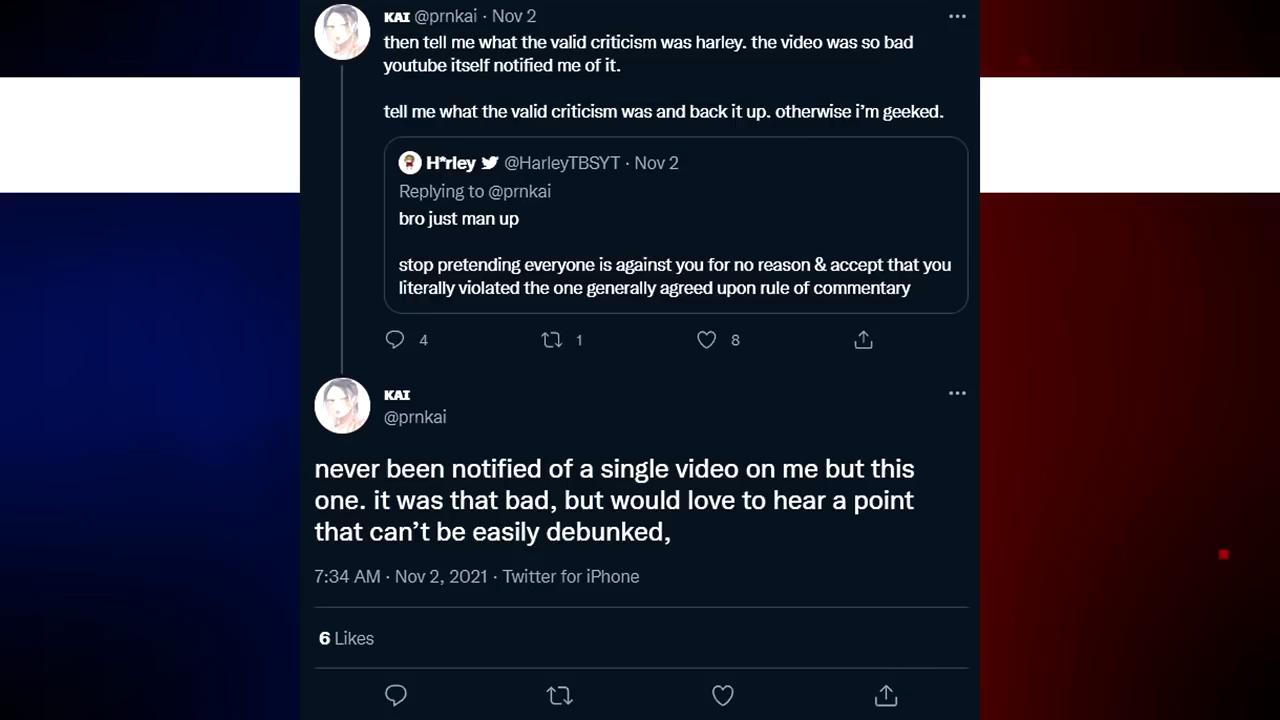 KAI @prnkai · Nov 2
then tell me what the valid criticism was harley. the video was so bad
youtube itself notified me of it.
tell me what the valid criticism was and back it up. otherwise i’m geeked.
H*rley @HarleyTBSYT · Nov 2
Replying to @prnkai
bro just man up
stop pretending everyone is against you for no reason & accept that you
literally violated the one generally agreed upon rule of commentary
4 1 8
KAI
@prnkai
never been notified of a single video on me but this
one. it was that bad, but would love to hear a point
that can’t be easily debunked,
7:34 AM · Nov 2, 2021 · Twitter for iPhone
6 Likes